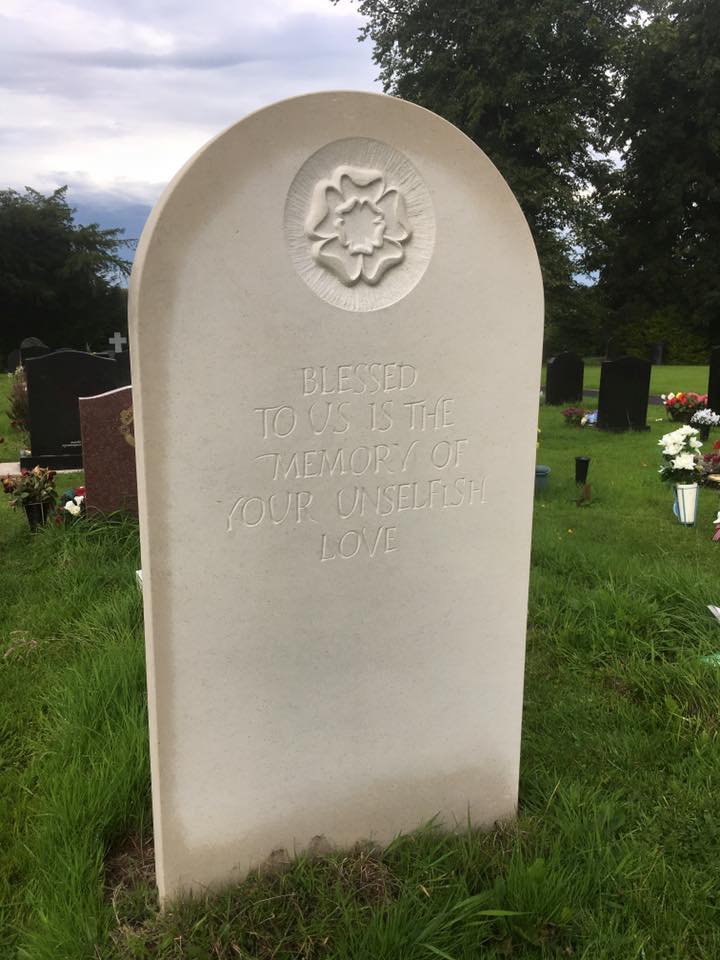 BLESSED
TO US IS THE
MEMORY OF
YOUR UNSELFISH
LOVE